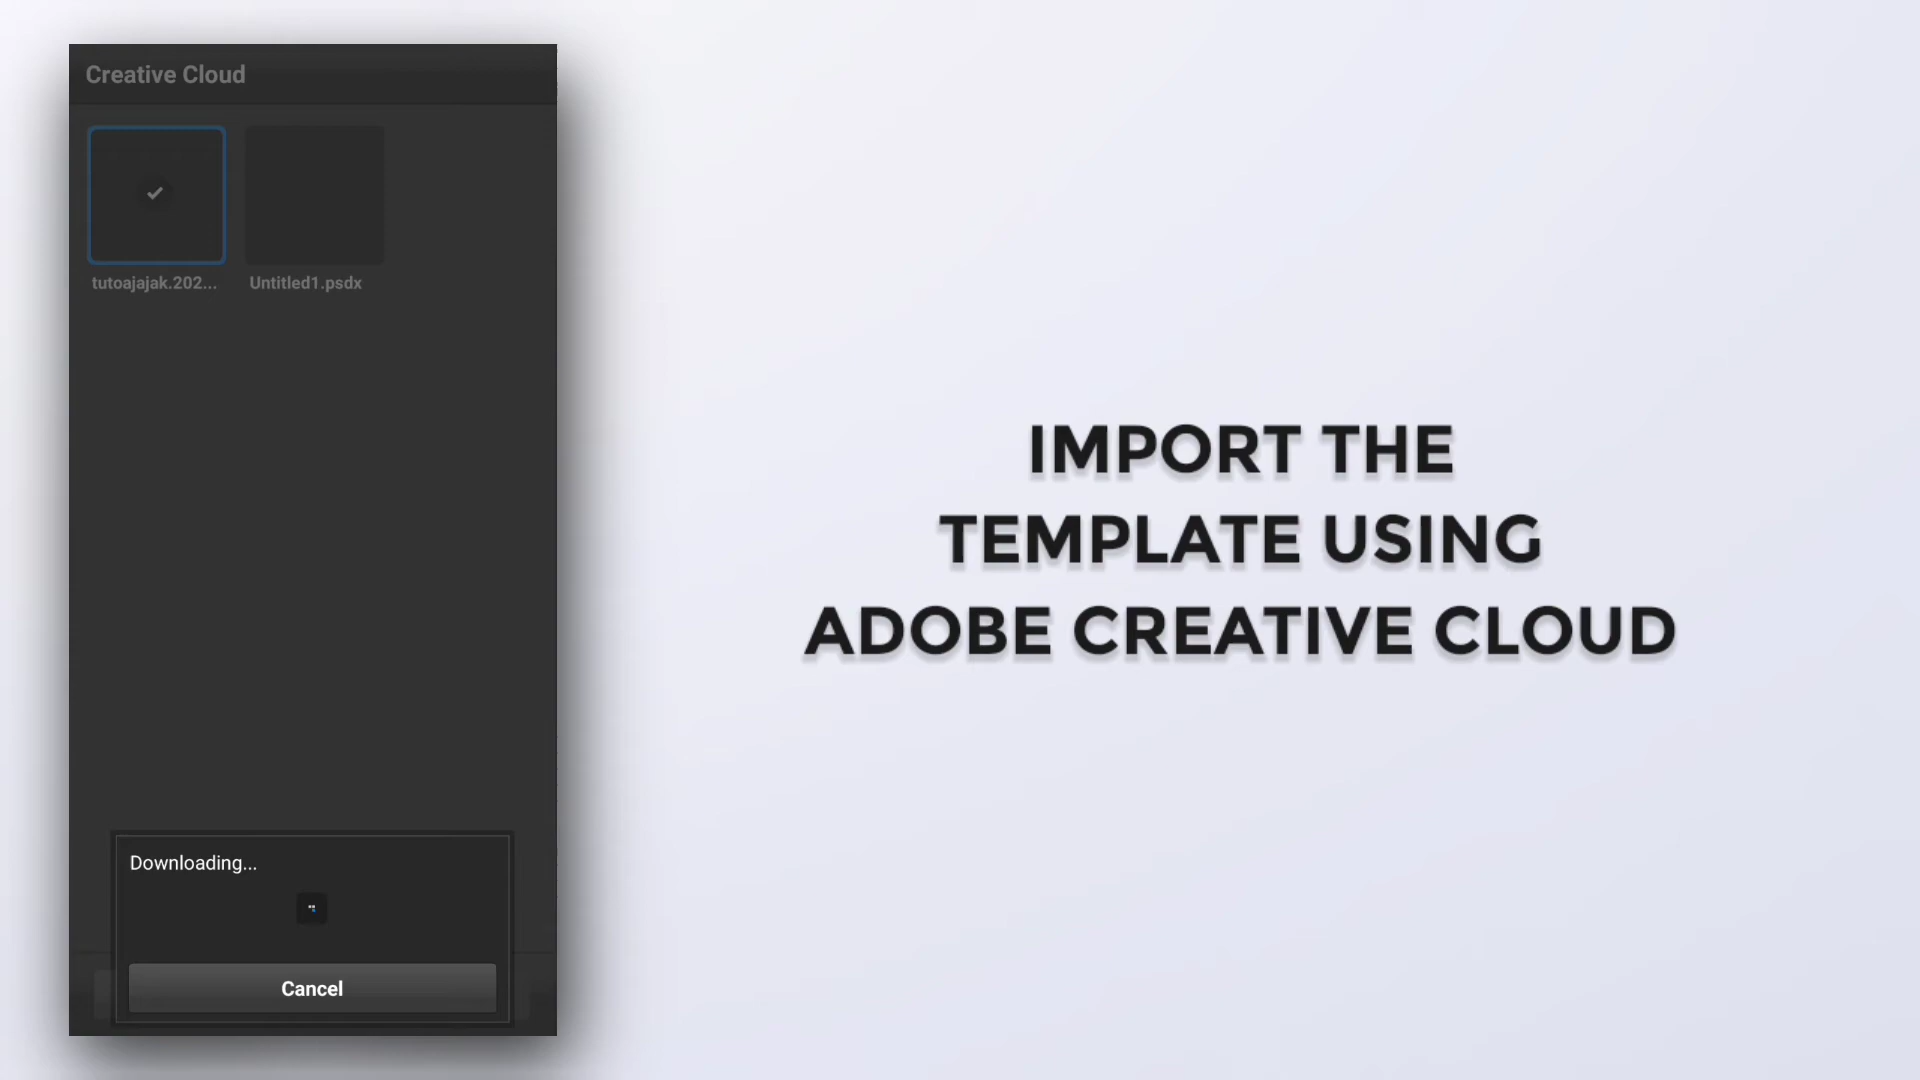 Creative Cloud
tutoajajak.202...
Untitled1.psdx
Downloading...
Cancel
IMPORT THE
TEMPLATE USING
ADOBE CREATIVE CLOUD